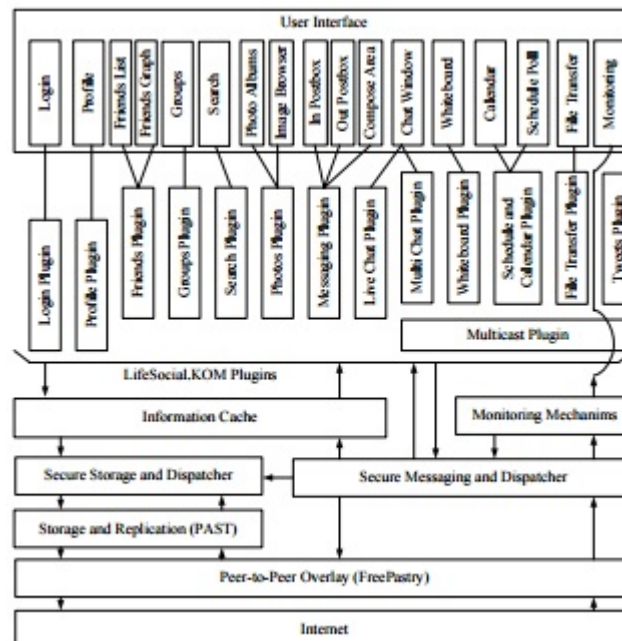 User Interface
Login
Profile
Friends List
Friends Graph
Groups
Search
Photo Albums
Image Browser
In Postbox
Out Postbox
Compose Area
Chat Window
Whiteboard
Calendar
Schedule Poll
File Transfer
Monitoring
Login Plugin
Profile Plugin
Friends Plugin
Groups Plugin
Search Plugin
Photos Plugin
Messaging Plugin
Live Chat Plugin
Multi Chat Plugin
Whiteboard Plugin
Schedule and
Calendar Plugin
File Transfer Plugin
Tweets Plugin
Multicast Plugin
LifeSocial.KOM Plugins
Information Cache
Monitoring Mechanims
Secure Storage and Dispatcher
Secure Messaging and Dispatcher
Storage and Replication (PAST)
Peer-to-Peer Overlay (FreePastry)
Internet